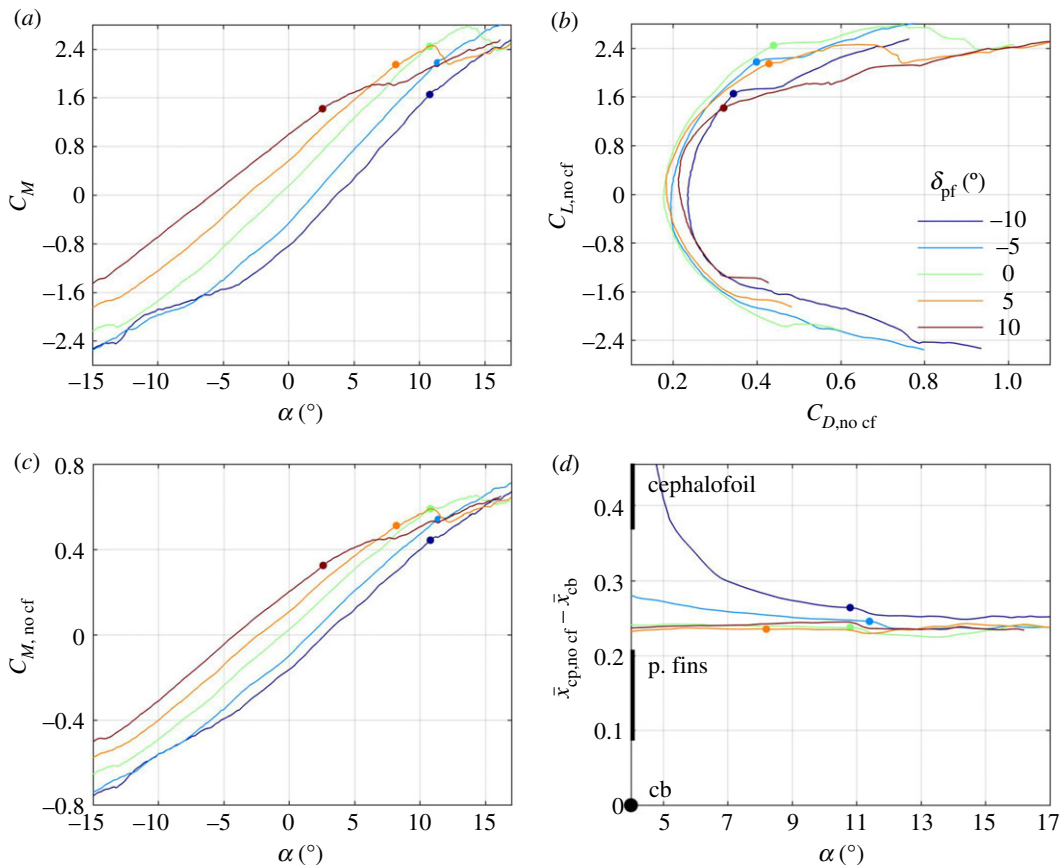 (a)
2.4
1.6
0.8
0
–0.8
–1.6
–2.4
C_M
–15 –10 –5 0 5 10 15
α (°)
(b)
2.4
1.6
0.8
0
–0.8
–1.6
–2.4
C_L,no cf
δ_pf (°)
–10
–5
0
5
10
0.2 0.4 0.6 0.8 1.0
C_D,no cf
(c)
0.8
0.4
0
–0.4
–0.8
C_M, no cf
–15 –10 –5 0 5 10 15
α (°)
(d)
0.4
0.3
0.2
0.1
0
x̄_cp,no cf – x̄_cb
cephalofoil
p. fins
cb
5 7 9 11 13 15 17
α (°)